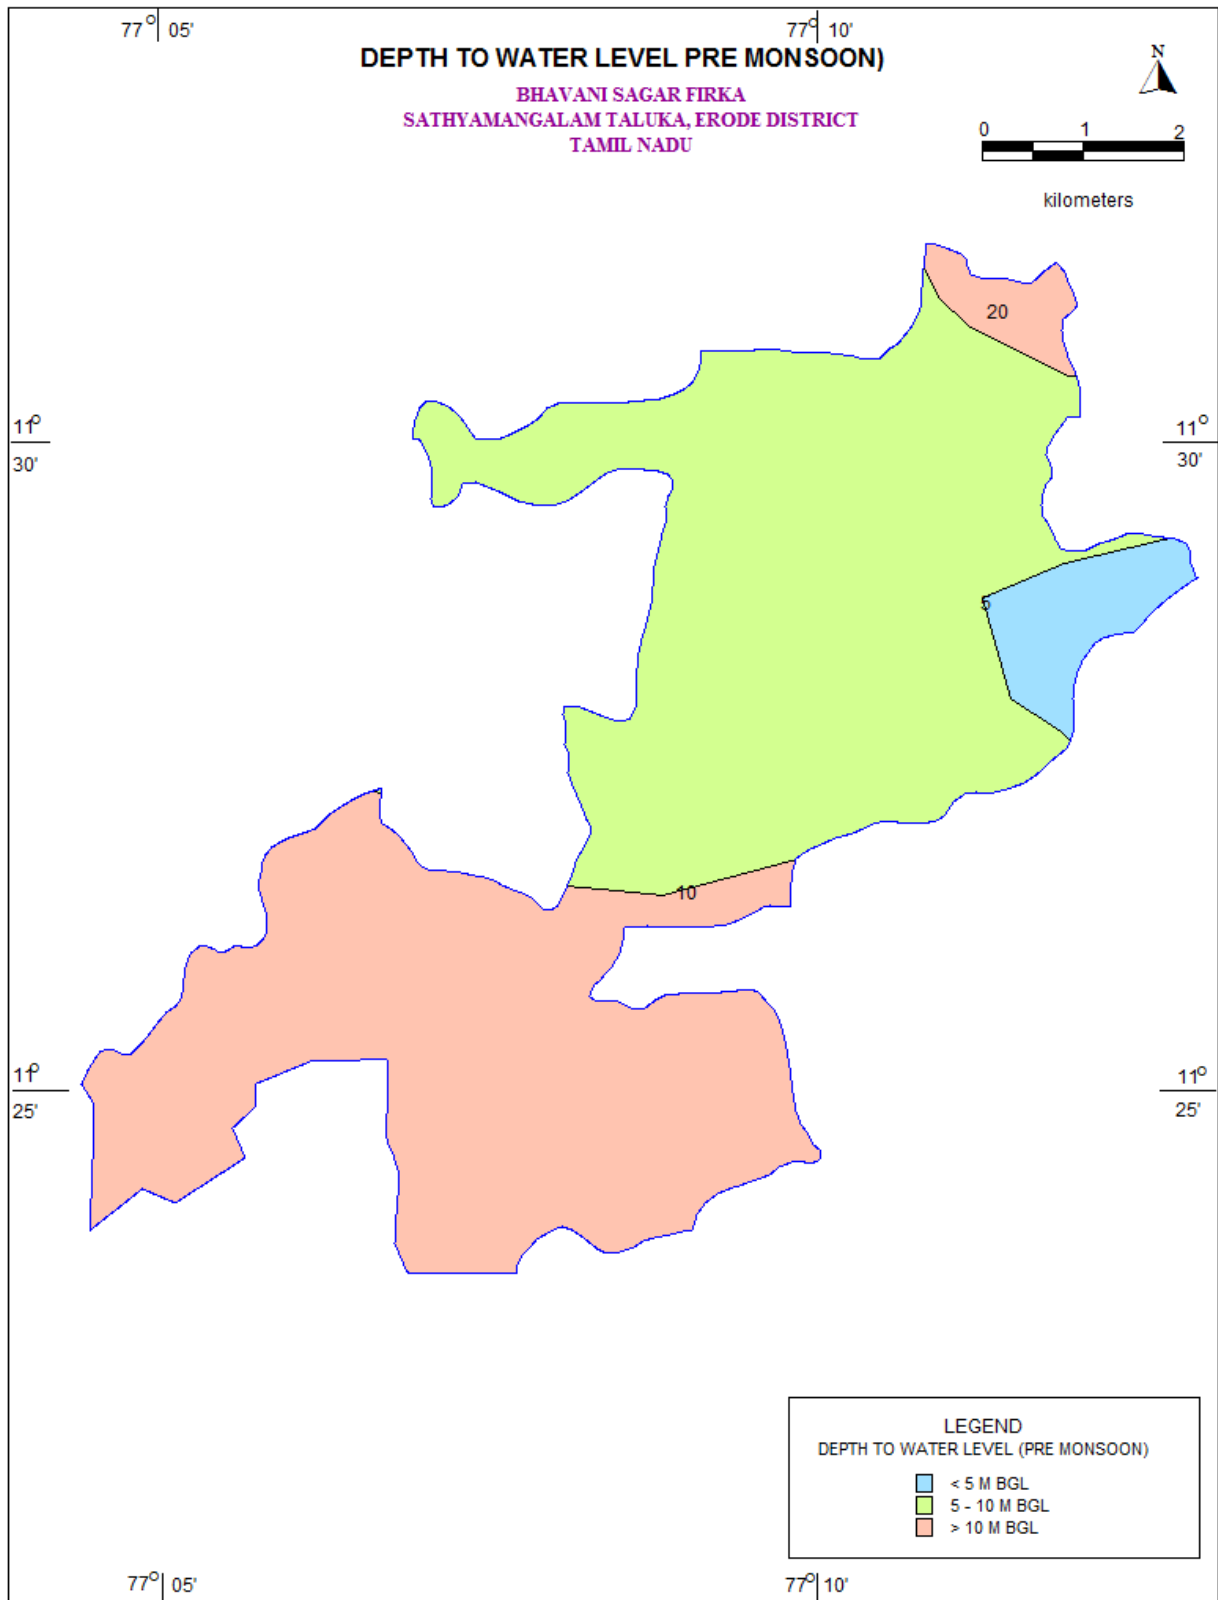 77° 05' 77° 10'
DEPTH TO WATER LEVEL PRE MONSOON)
N
BHAVANI SAGAR FIRKA
SATHYAMANGALAM TALUKA, ERODE DISTRICT
TAMIL NADU
0 1 2
kilometers
20
11° 11°
30' 30'
5
10
11° 11°
25' 25'
LEGEND
DEPTH TO WATER LEVEL (PRE MONSOON)
< 5 M BGL
5 - 10 M BGL
> 10 M BGL
77° 05' 77° 10'